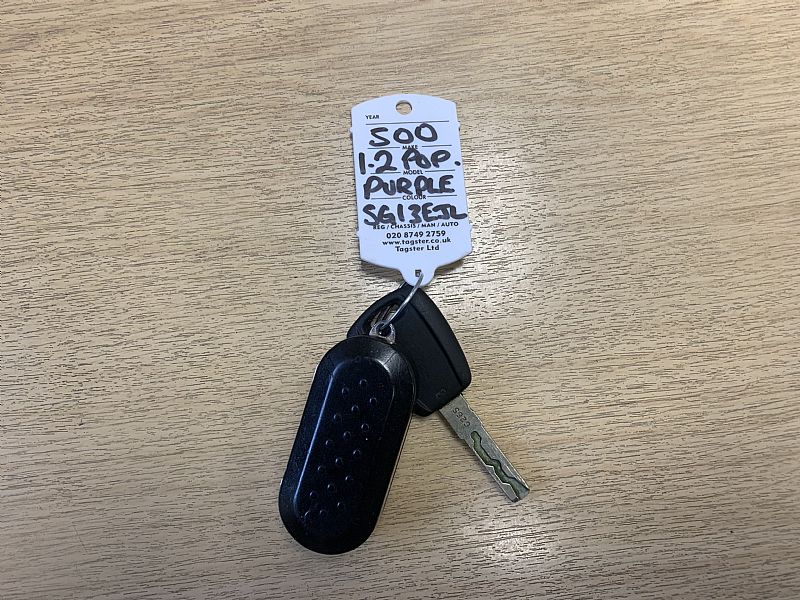 YEAR
500
MAKE
1.2 POP.
MODEL
PURPLE
COLOUR
SG13EJL
REG / CHASSIS / MAN / AUTO
020 8749 2759
www.tagster.co.uk
Tagster Ltd